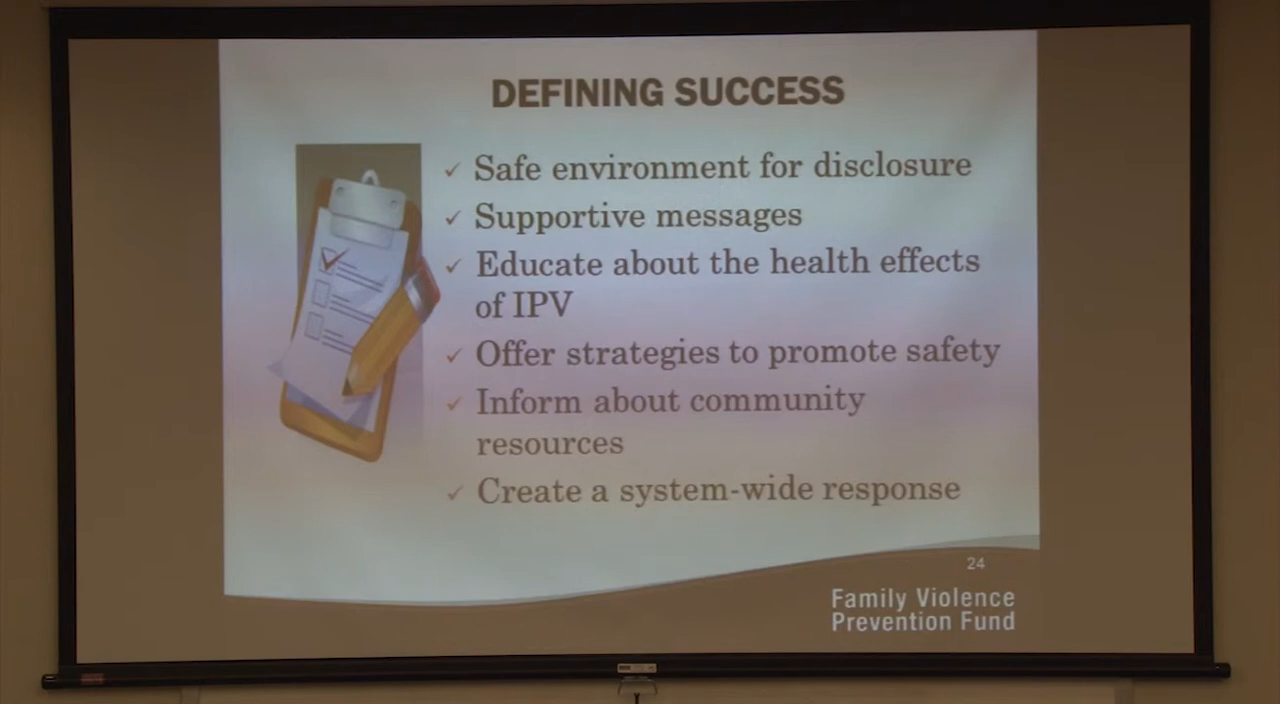 DEFINING SUCCESS
✓ Safe environment for disclosure
✓ Supportive messages
✓ Educate about the health effects
of IPV
✓ Offer strategies to promote safety
✓ Inform about community
resources
✓ Create a system-wide response
24
Family Violence
Prevention Fund